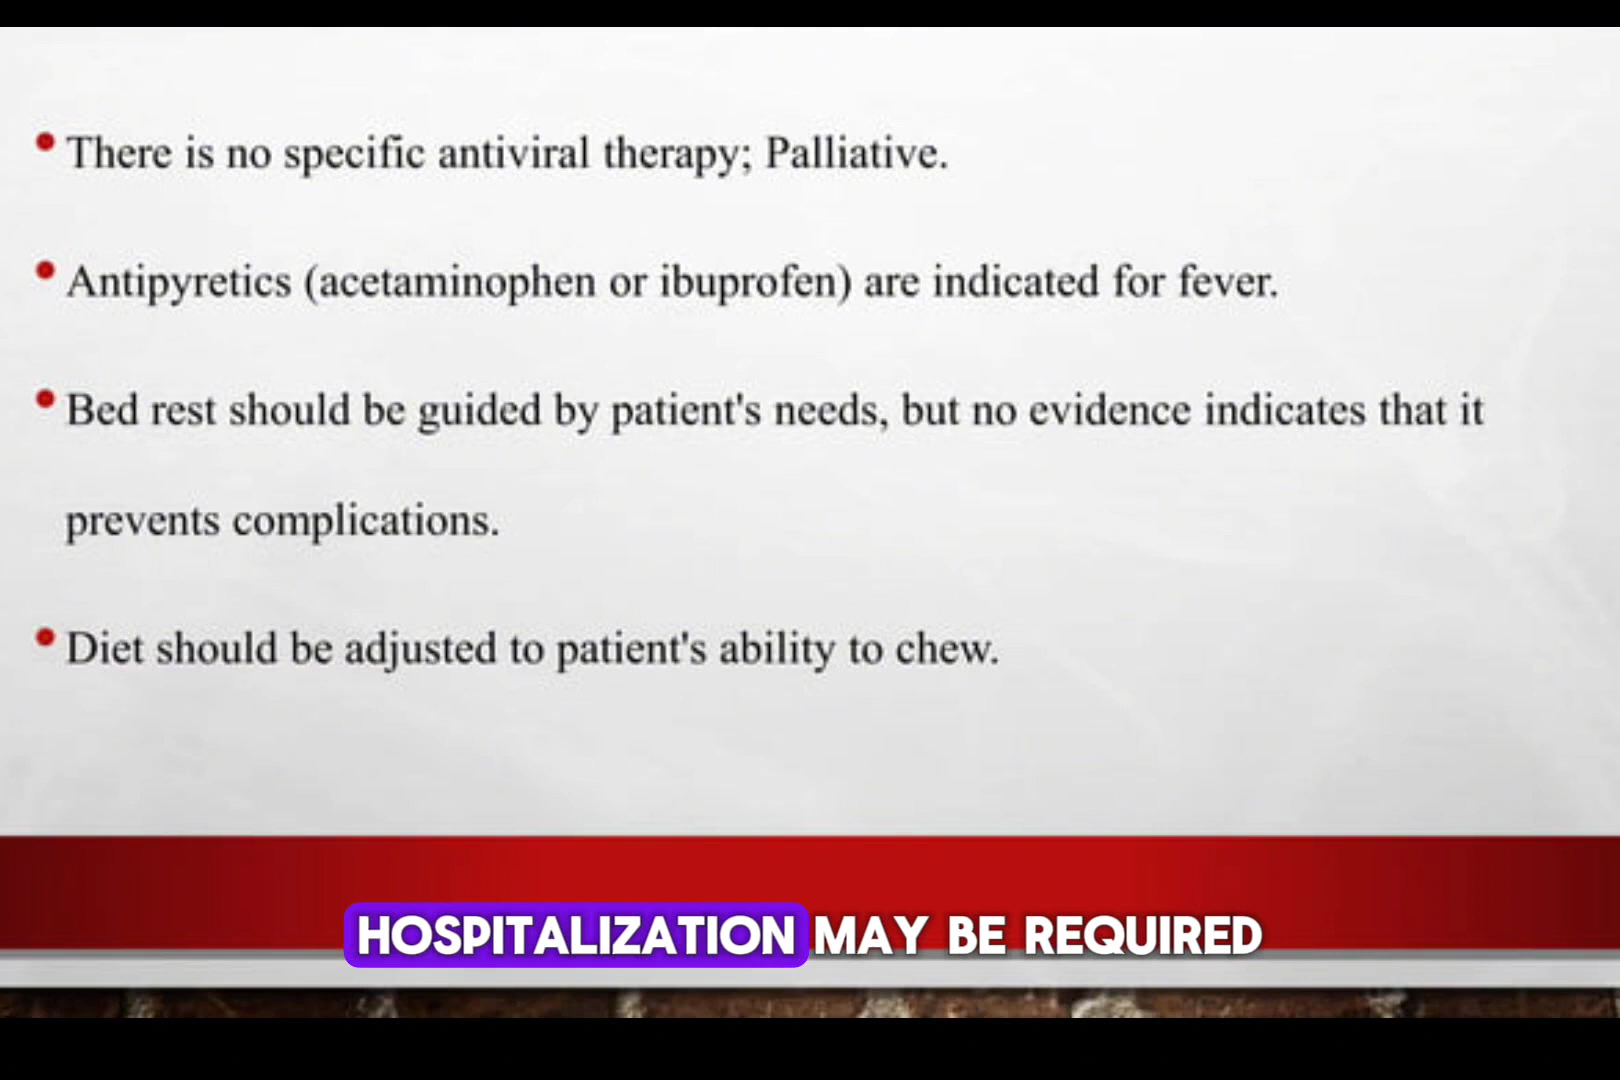 • There is no specific antiviral therapy; Palliative.
• Antipyretics (acetaminophen or ibuprofen) are indicated for fever.
• Bed rest should be guided by patient's needs, but no evidence indicates that it
prevents complications.
• Diet should be adjusted to patient's ability to chew.
HOSPITALIZATION MAY BE REQUIRED